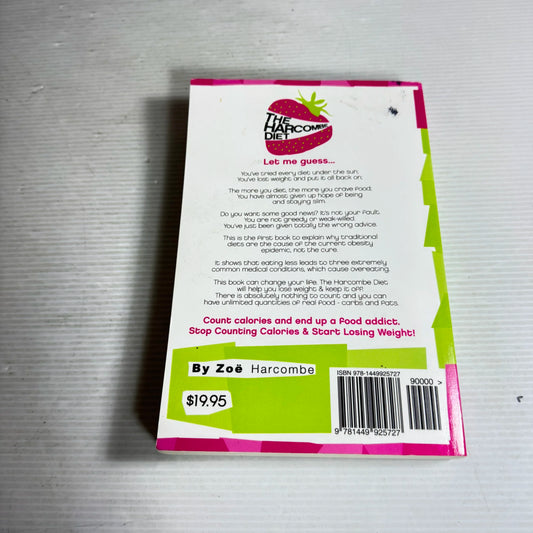 THE
HARCOMBE
DIET
Let me guess...
You've tried every diet under the sun.
You've lost weight and put it all back on.
The more you diet, the more you crave food.
You have almost given up hope of being
and staying slim.
Do you want some good news? It's not your fault.
You are not greedy or weak-willed.
You've just been given totally the wrong advice.
This is the first book to explain why traditional
diets are the cause of the current obesity
epidemic, not the cure.
It shows that eating less leads to three extremely
common medical conditions, which cause overeating.
This book can change your life. The Harcombe Diet
will help you lose weight & keep it off.
There is absolutely nothing to count and you can
have unlimited quantities of real food - carbs and fats.
Count calories and end up a food addict.
Stop Counting Calories & Start Losing Weight!
By Zoë Harcombe
$19.95
ISBN 978-1449925727
90000 >
9 781449 925727